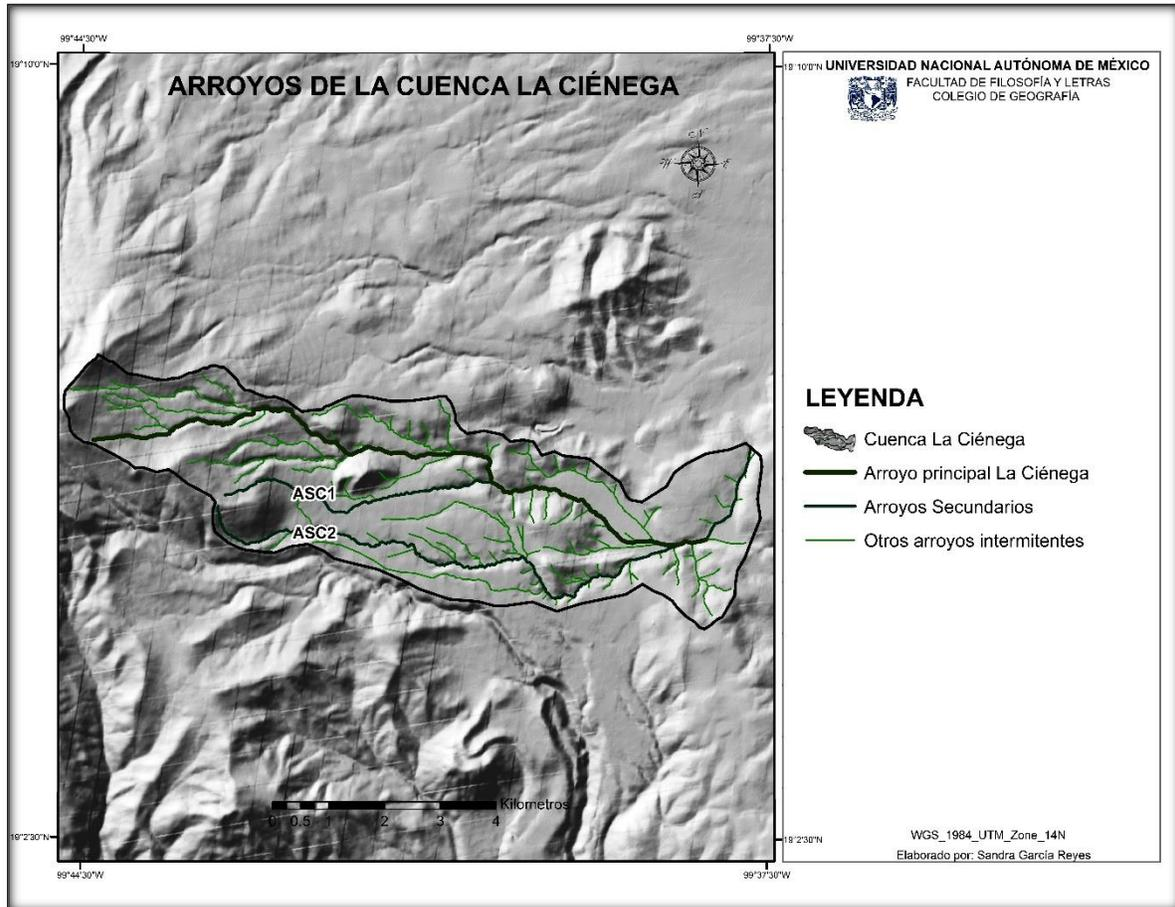 99°44'30"W
99°37'30"W
19°10'0"N
19°10'0"N
ARROYOS DE LA CUENCA LA CIÉNEGA
UNIVERSIDAD NACIONAL AUTÓNOMA DE MÉXICO
FACULTAD DE FILOSOFÍA Y LETRAS
COLEGIO DE GEOGRAFÍA
N
W
E
S
LEYENDA
Cuenca La Ciénega
Arroyo principal La Ciénega
Arroyos Secundarios
Otros arroyos intermitentes
ASC1
ASC2
Kilometros
0 0.5 1 2 3 4
19°2'30"N
19°2'30"N
WGS_1984_UTM_Zone_14N
Elaborado por: Sandra García Reyes
99°44'30"W
99°37'30"W